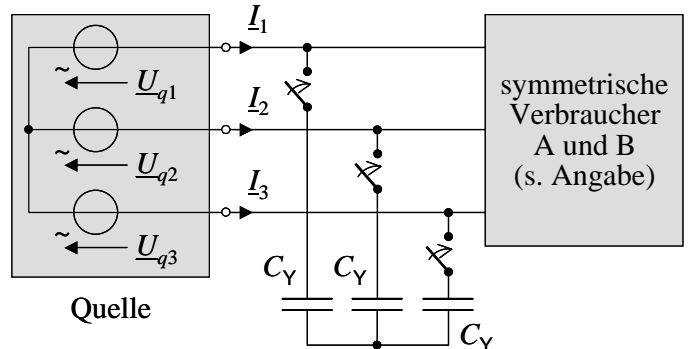 I1
~
Uq1
I2
~
Uq2
I3
~
Uq3
CY
CY
CY
Quelle
symmetrische
Verbraucher
A und B
(s. Angabe)